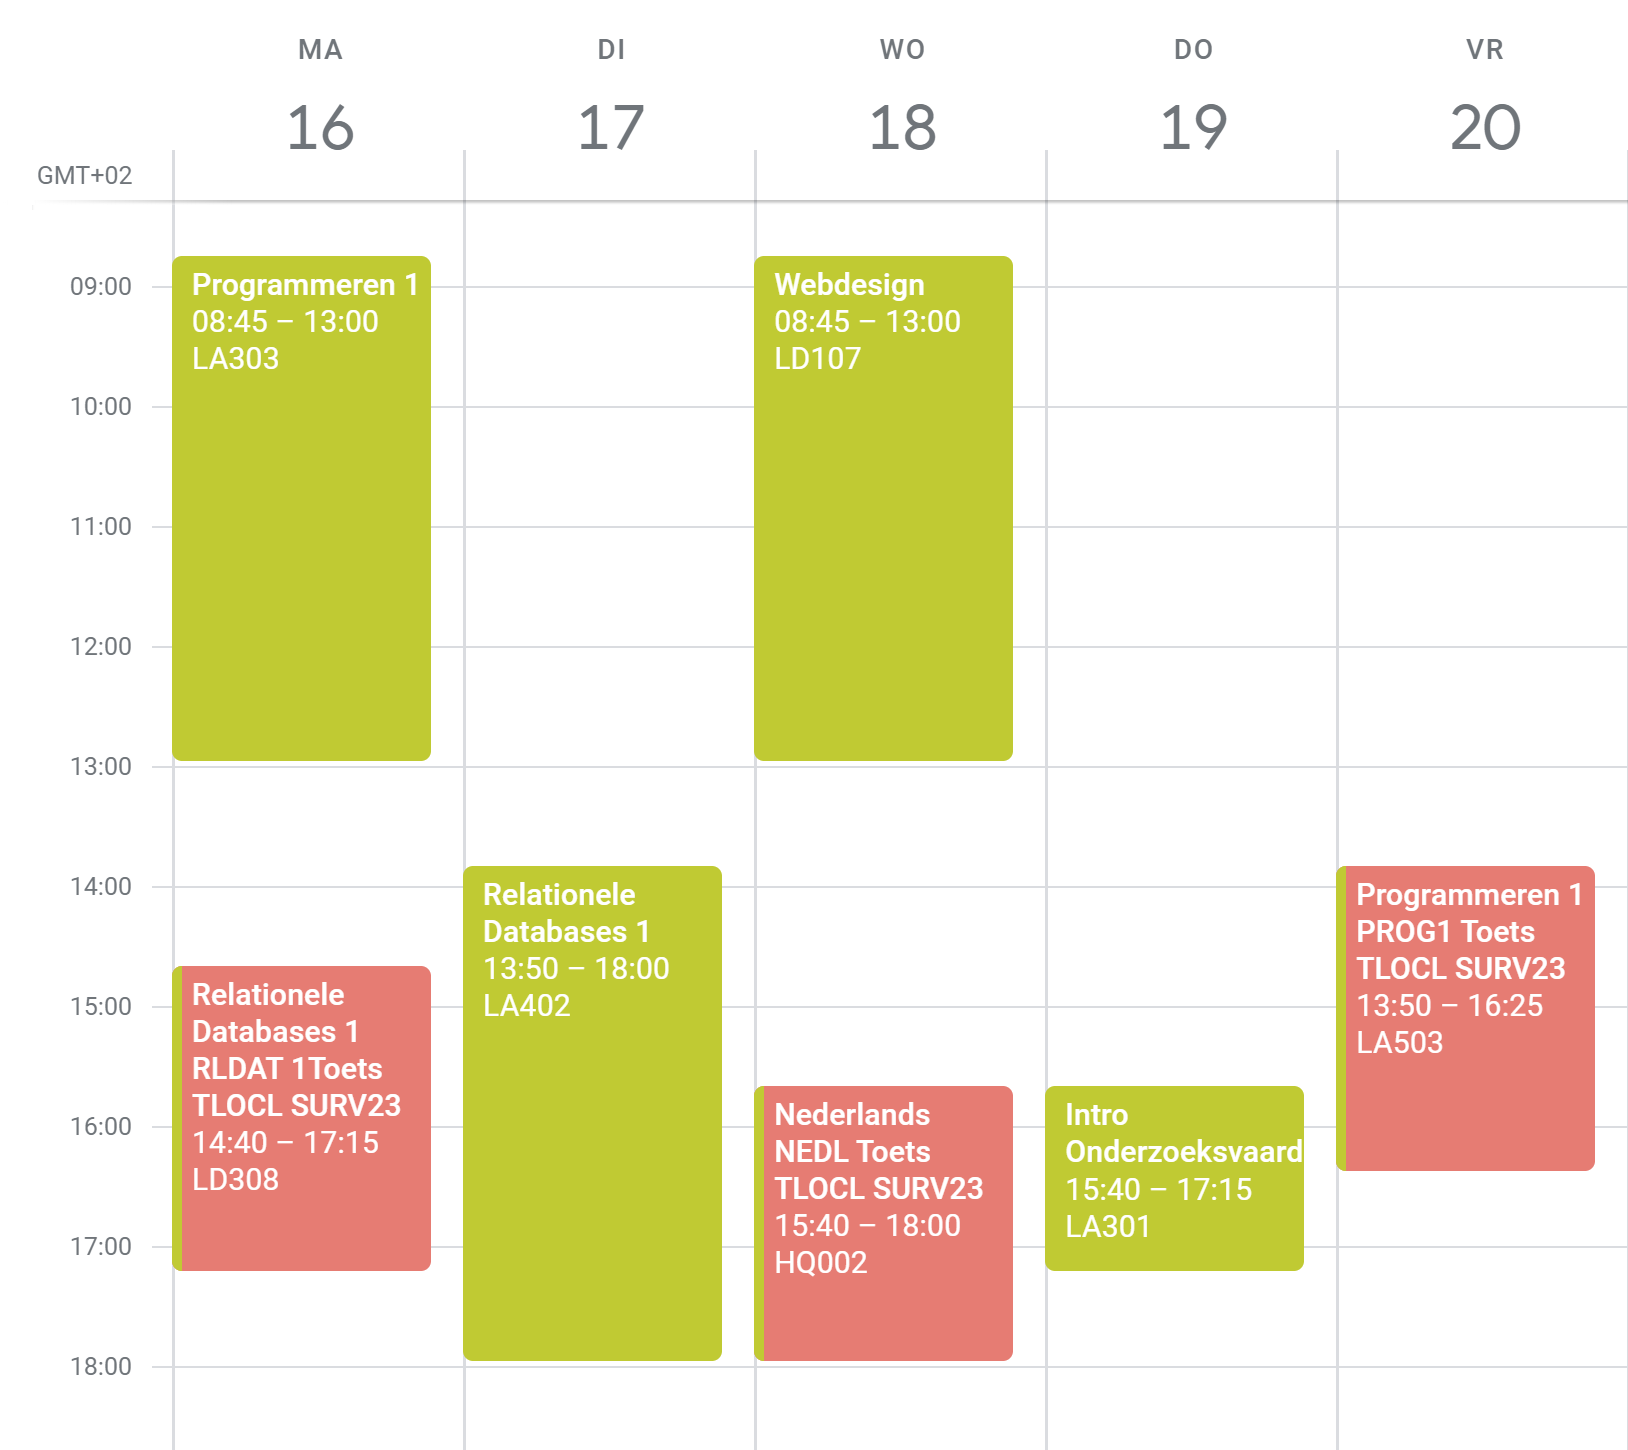 MA
DI
WO
DO
VR
16
17
18
19
20
GMT+02
09:00
10:00
11:00
12:00
13:00
14:00
15:00
16:00
17:00
18:00
Programmeren 1
08:45 – 13:00
LA303
Relationele
Databases 1
RLDAT 1Toets
TLOCL SURV23
14:40 – 17:15
LD308
Relationele
Databases 1
13:50 – 18:00
LA402
Webdesign
08:45 – 13:00
LD107
Nederlands
NEDL Toets
TLOCL SURV23
15:40 – 18:00
HQ002
Intro
Onderzoeksvaard
15:40 – 17:15
LA301
Programmeren 1
PROG1 Toets
TLOCL SURV23
13:50 – 16:25
LA503